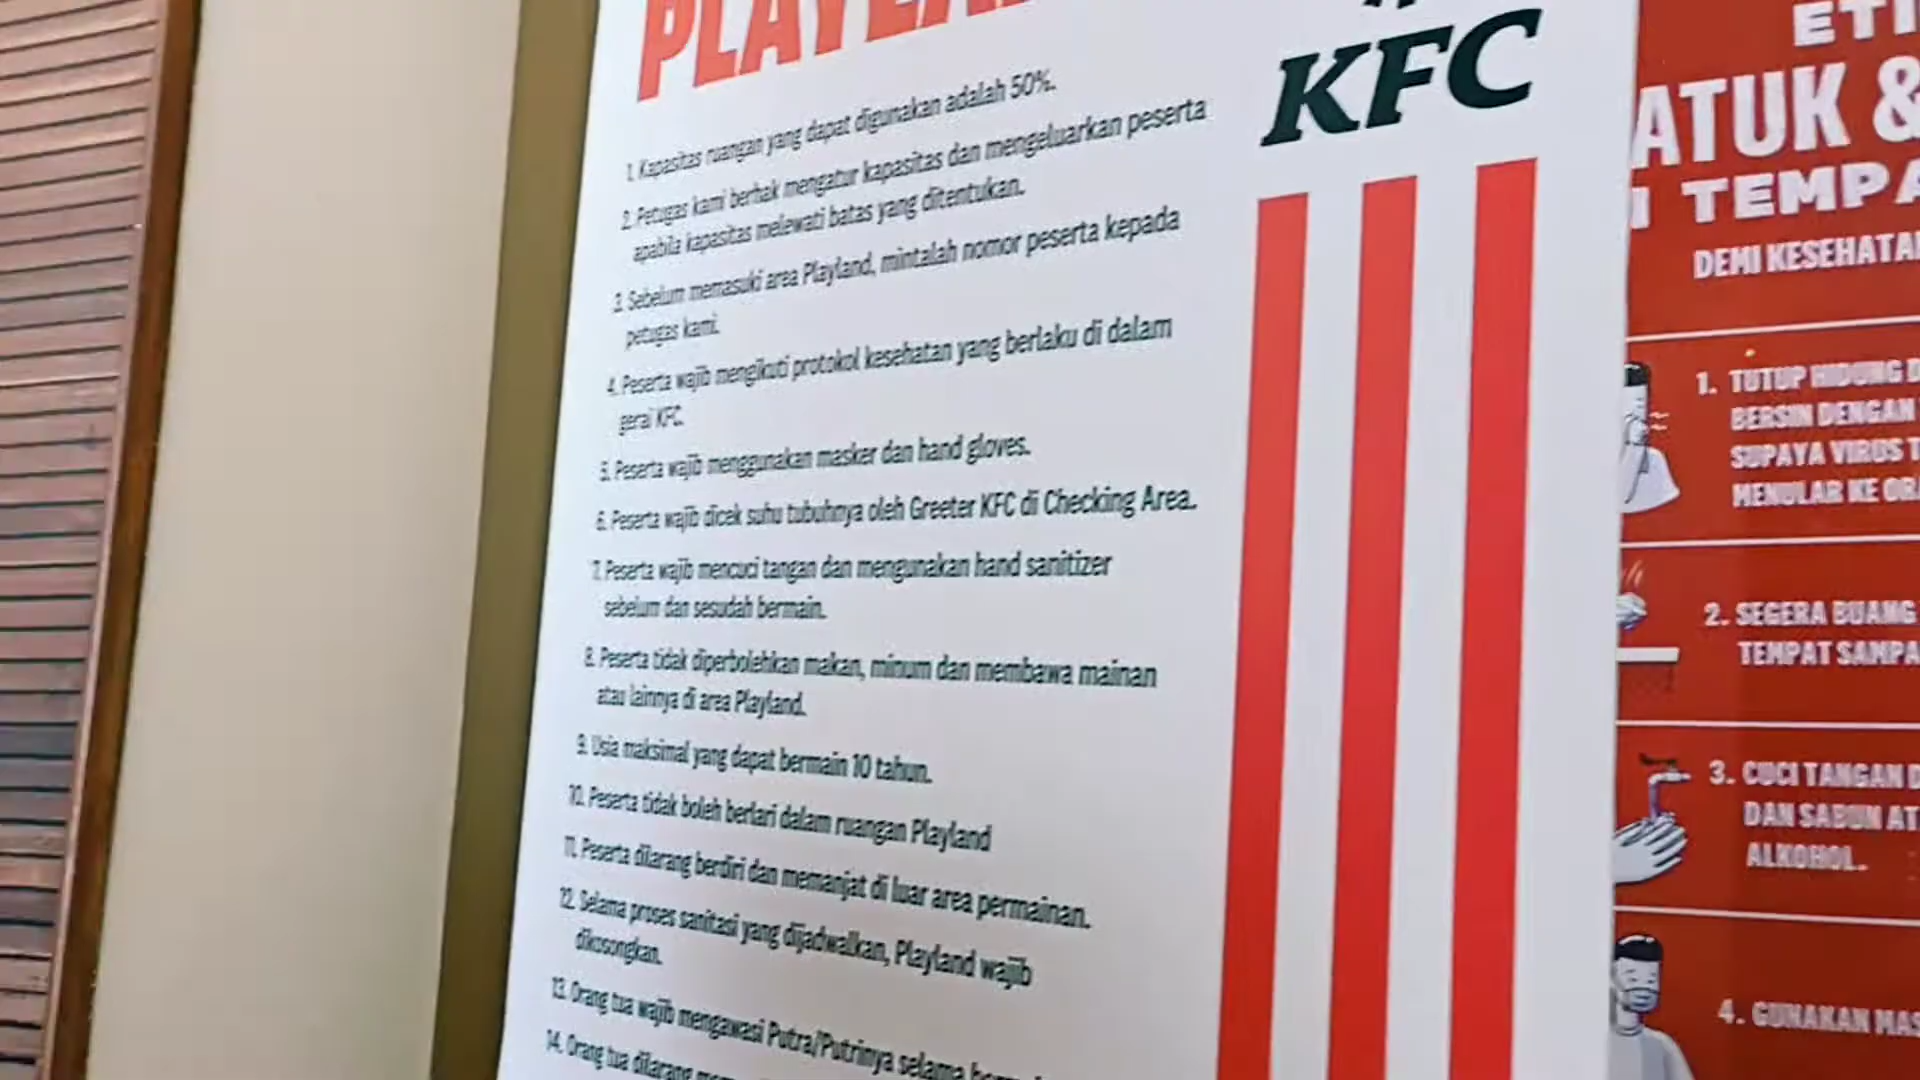 KFC
1. Kapasitas ruangan yang dapat digunakan adalah 50%.
2. Petugas kami berhak mengatur kapasitas dan mengeluarkan peserta
apabila kapasitas melewati batas yang ditentukan.
3. Sebelum memasuki area Playland, mintalah nomor peserta kepada
petugas kami.
4. Peserta wajib mengikuti protokol kesehatan yang berlaku di dalam
gerai KFC.
5. Peserta wajib menggunakan masker dan hand gloves.
6. Peserta wajib dicek suhu tubuhnya oleh Greeter KFC di Checking Area.
7. Peserta wajib mencuci tangan dan mengunakan hand sanitizer
sebelum dan sesudah bermain.
8. Peserta tidak diperbolehkan makan, minum dan membawa mainan
atau lainnya di area Playland.
9. Usia maksimal yang dapat bermain 10 tahun.
10. Peserta tidak boleh berlari dalam ruangan Playland
11. Peserta dilarang berdiri dan memanjat di luar area permainan.
12. Selama proses sanitasi yang dijadwalkan, Playland wajib
dikosongkan.
13. Orang tua wajib mengawasi Putra/Putrinya selama
14. Orang tua dilarang
ETI
ATUK &
I TEMPA
DEMI KESEHATAN
1. TUTUP HIDUNG D
BERSIN DENGAN
SUPAYA VIRUS T
MENULAR KE OR
2. SEGERA BUANG
TEMPAT SAMPA
3. CUCI TANGAN D
DAN SABUN AT
ALKOHOL.
4. GUNAKAN MAS